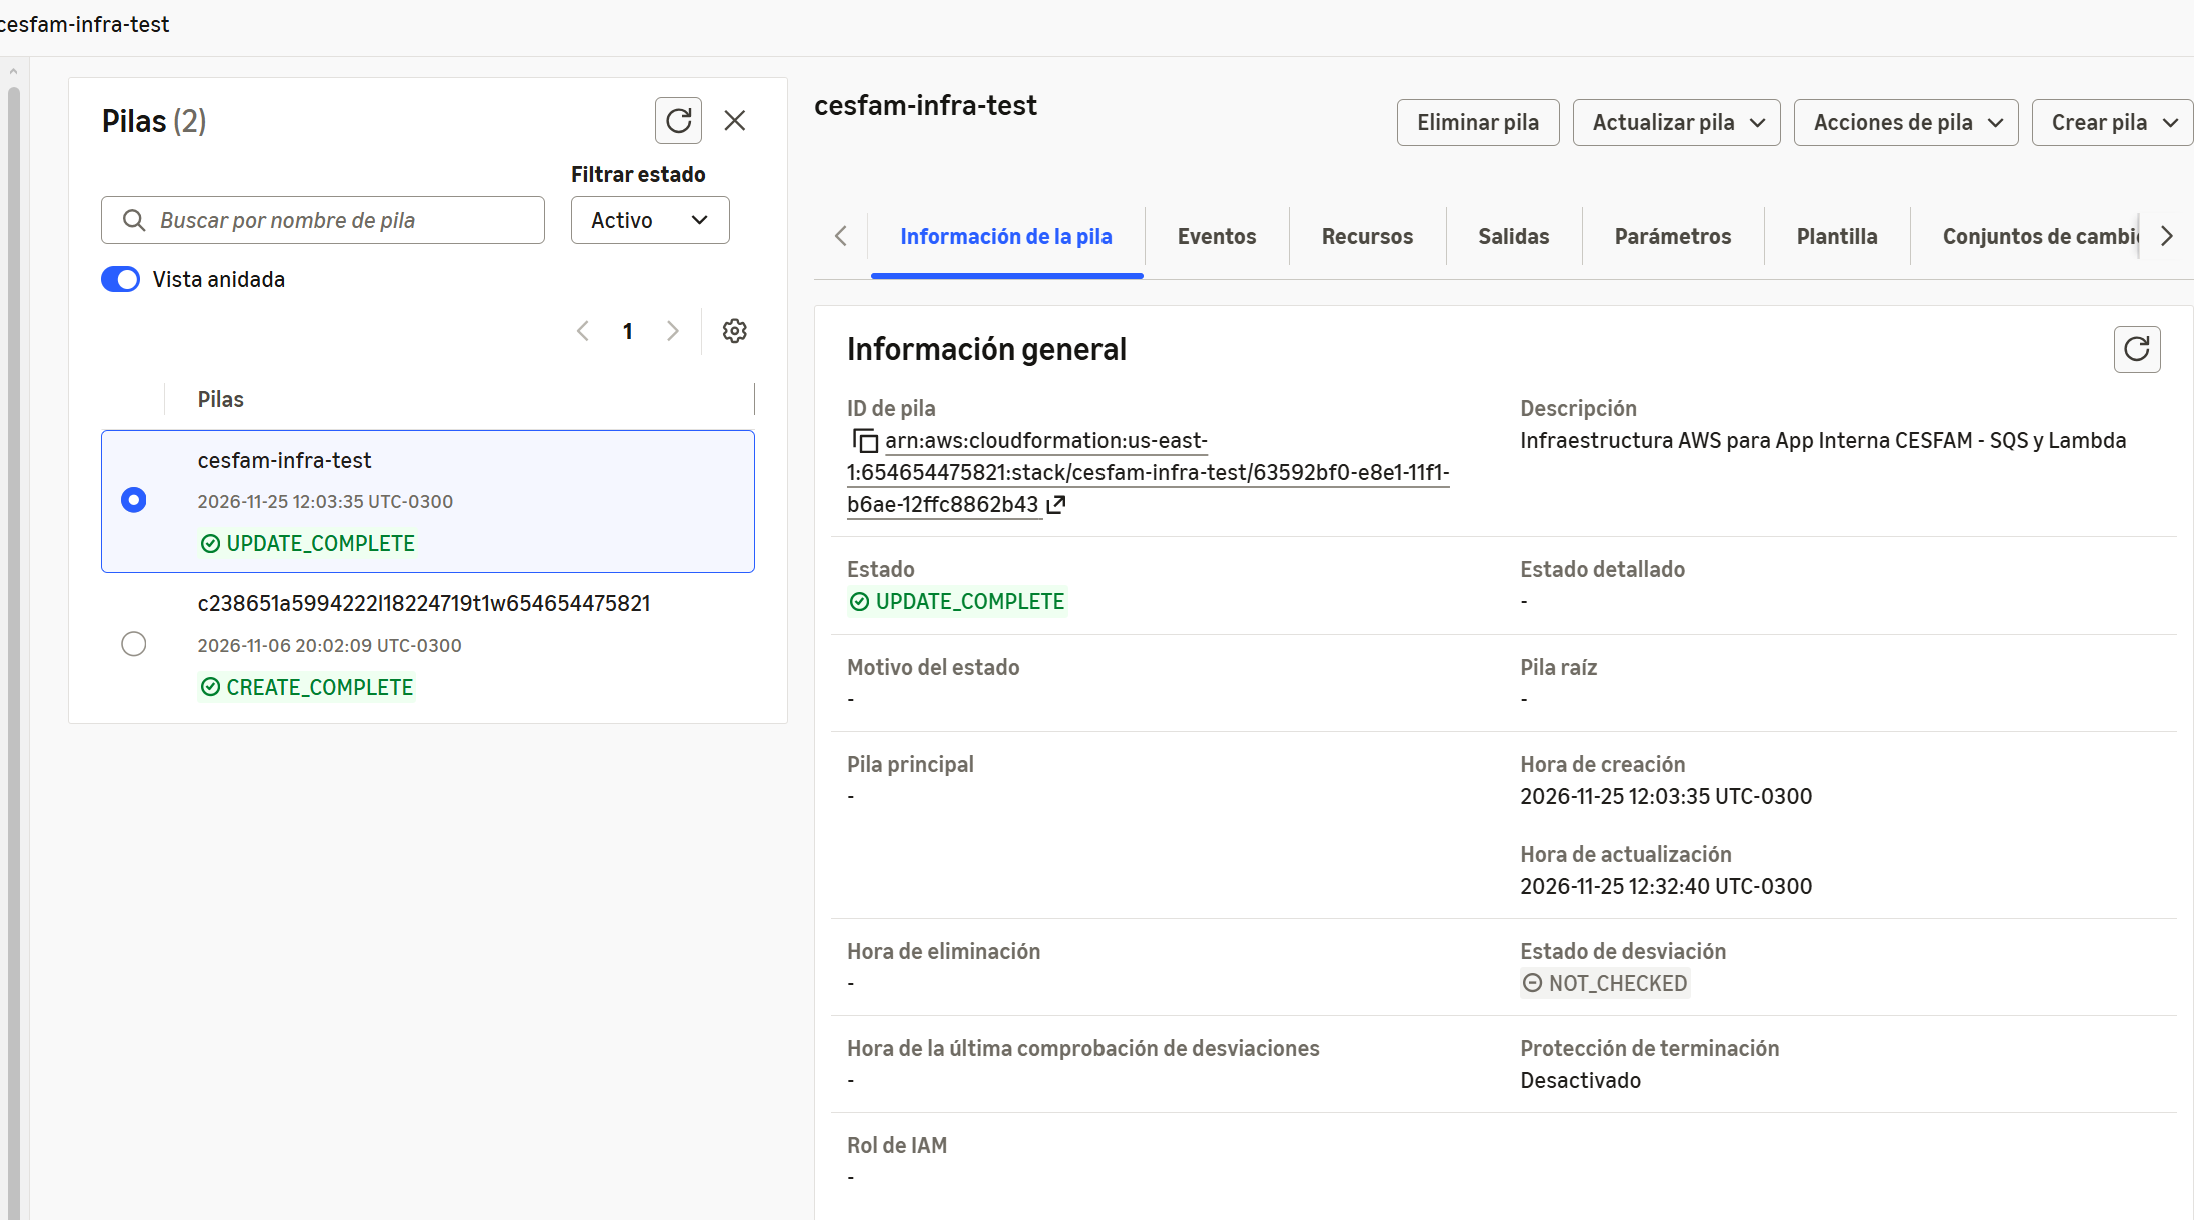 cesfam-infra-test
Pilas (2)
Filtrar estado
Buscar por nombre de pila
Activo
Vista anidada
1
Pilas
cesfam-infra-test
2026-11-25 12:03:35 UTC-0300
UPDATE_COMPLETE
c238651a5994222l18224719t1w654654475821
2026-11-06 20:02:09 UTC-0300
CREATE_COMPLETE
cesfam-infra-test
Eliminar pila
Actualizar pila
Acciones de pila
Crear pila
Información de la pila
Eventos
Recursos
Salidas
Parámetros
Plantilla
Conjuntos de cambi
Información general
ID de pila
arn:aws:cloudformation:us-east-
1:654654475821:stack/cesfam-infra-test/63592bf0-e8e1-11f1-
b6ae-12ffc8862b43
Descripción
Infraestructura AWS para App Interna CESFAM - SQS y Lambda
Estado
UPDATE_COMPLETE
Estado detallado
-
Motivo del estado
-
Pila raíz
-
Pila principal
-
Hora de creación
2026-11-25 12:03:35 UTC-0300
Hora de actualización
2026-11-25 12:32:40 UTC-0300
Hora de eliminación
-
Estado de desviación
NOT_CHECKED
Hora de la última comprobación de desviaciones
-
Protección de terminación
Desactivado
Rol de IAM
-